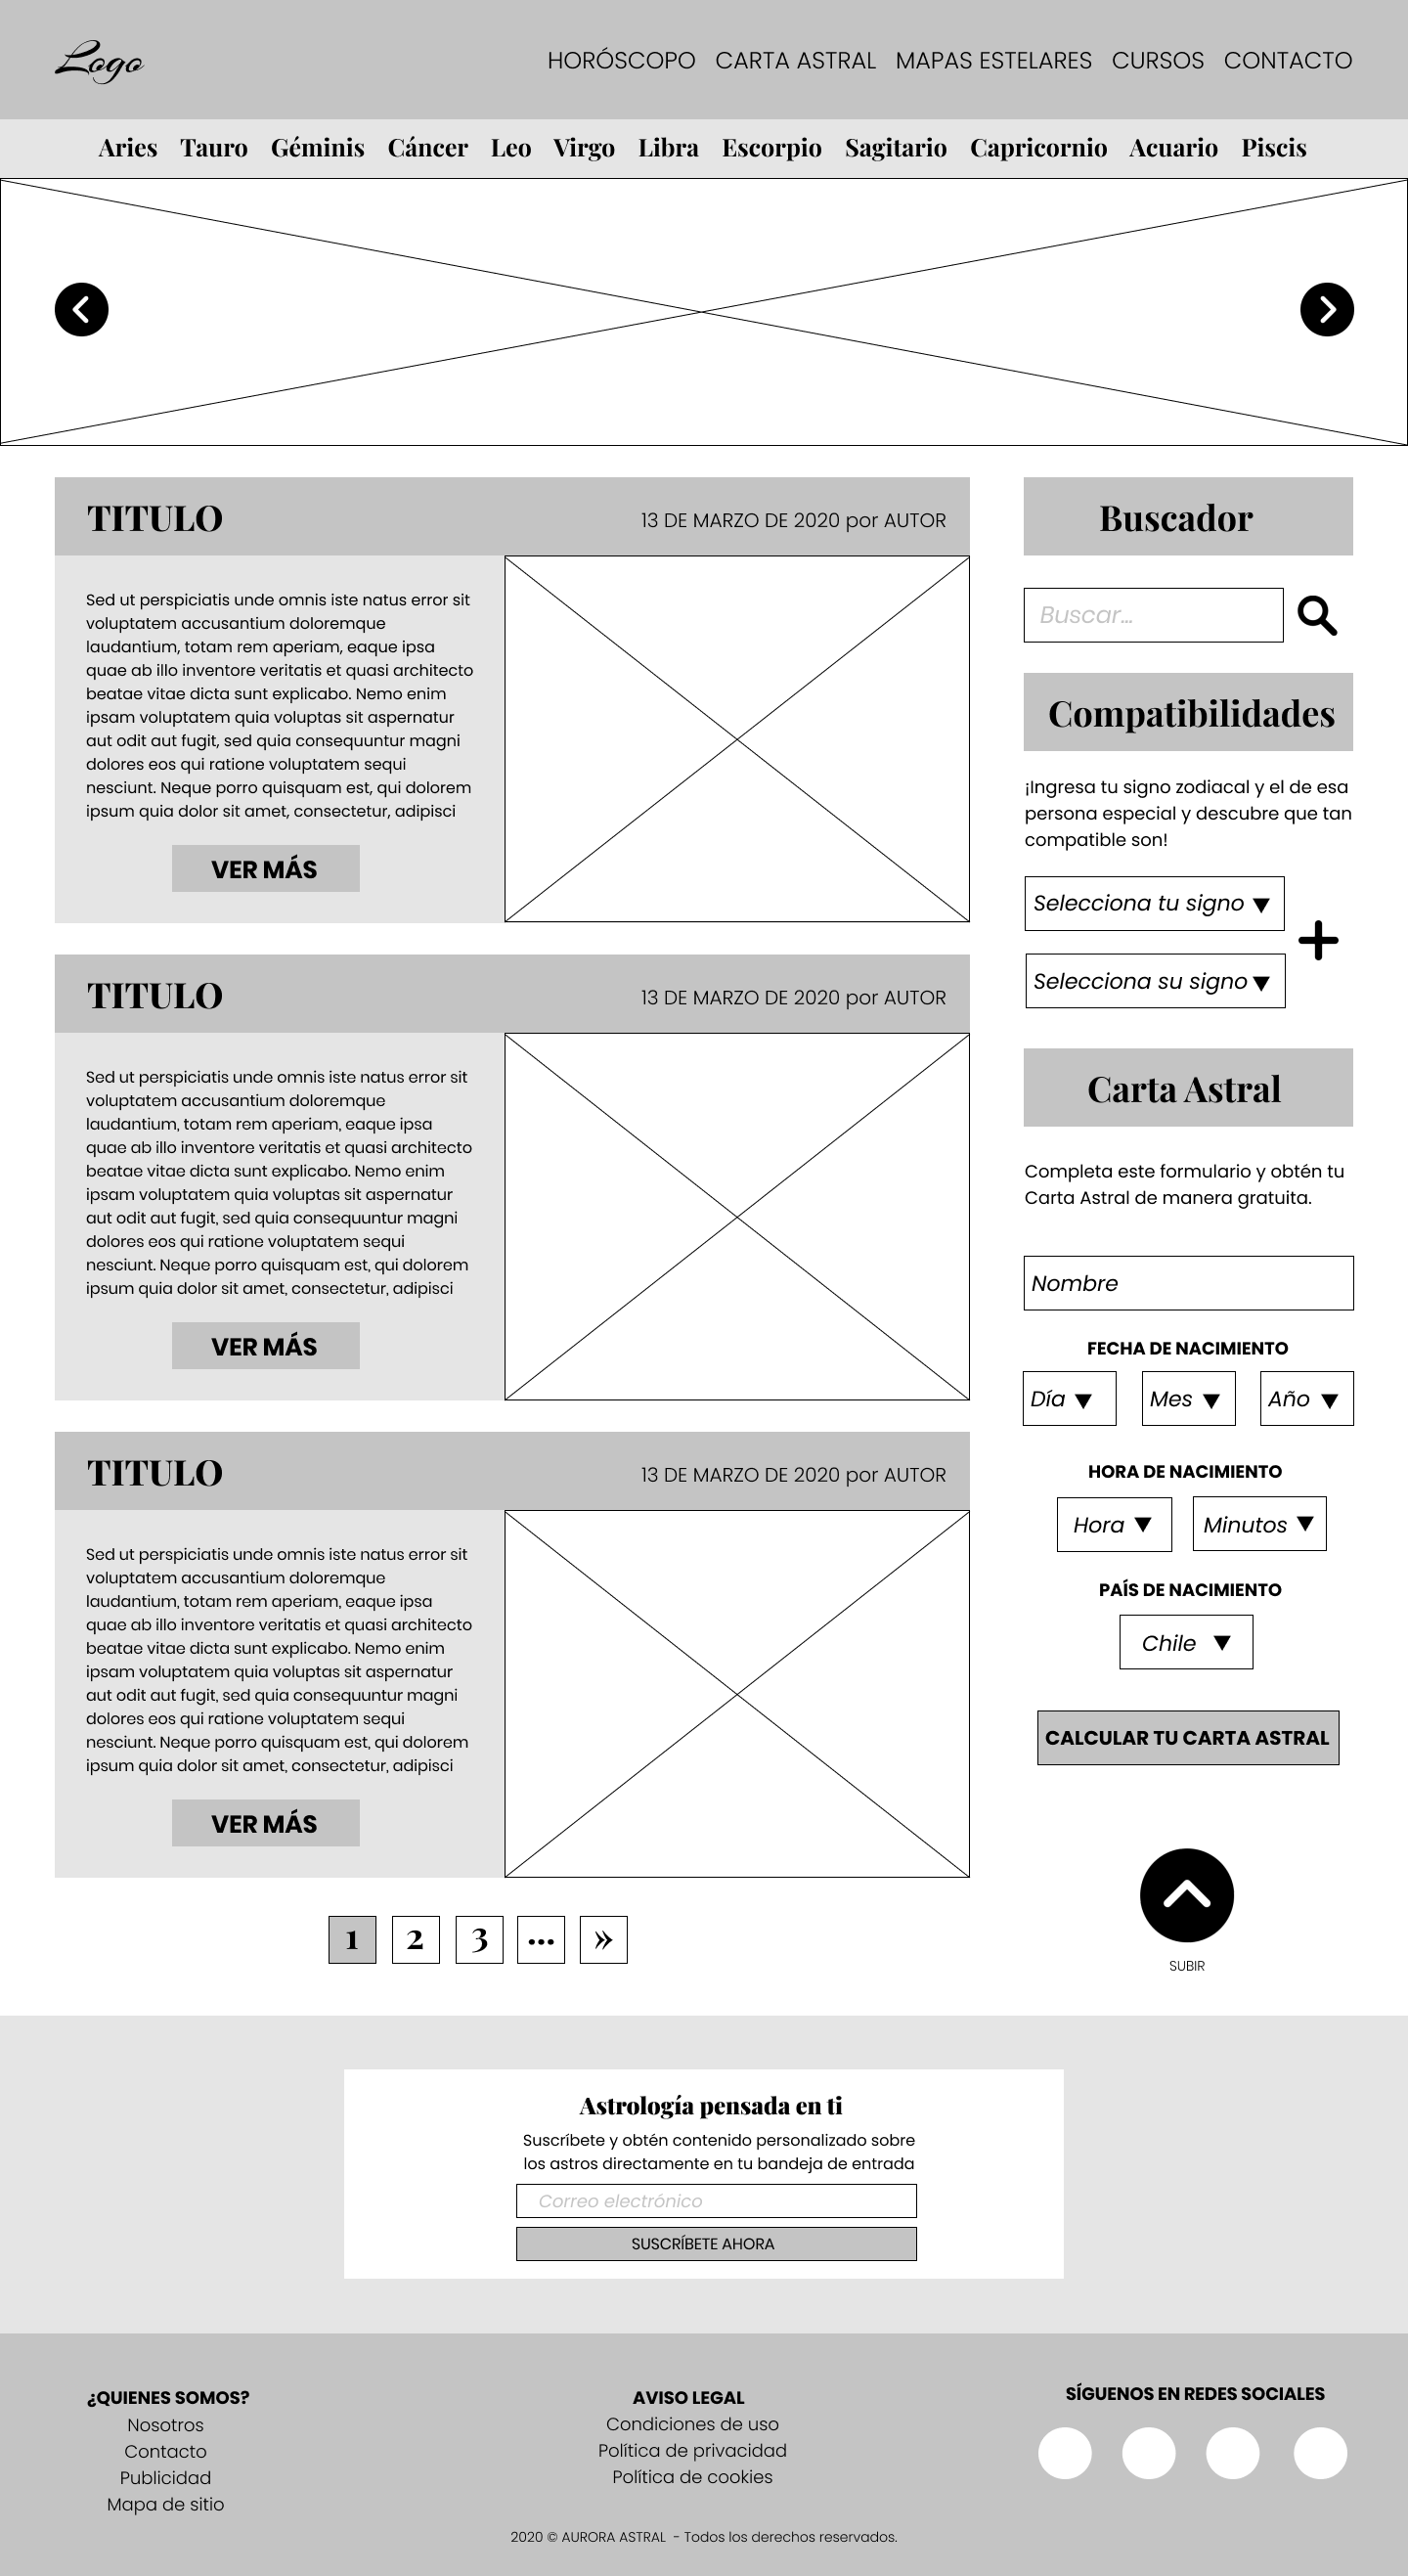 Logo
HORÓSCOPO CARTA ASTRAL MAPAS ESTELARES CURSOS CONTACTO
Aries Tauro Géminis Cáncer Leo Virgo Libra Escorpio Sagitario Capricornio Acuario Piscis
TITULO
13 DE MARZO DE 2020 por AUTOR
Sed ut perspiciatis unde omnis iste natus error sit
voluptatem accusantium doloremque
laudantium, totam rem aperiam, eaque ipsa
quae ab illo inventore veritatis et quasi architecto
beatae vitae dicta sunt explicabo. Nemo enim
ipsam voluptatem quia voluptas sit aspernatur
aut odit aut fugit, sed quia consequuntur magni
dolores eos qui ratione voluptatem sequi
nesciunt. Neque porro quisquam est, qui dolorem
ipsum quia dolor sit amet, consectetur, adipisci
VER MÁS
TITULO
13 DE MARZO DE 2020 por AUTOR
Sed ut perspiciatis unde omnis iste natus error sit
voluptatem accusantium doloremque
laudantium, totam rem aperiam, eaque ipsa
quae ab illo inventore veritatis et quasi architecto
beatae vitae dicta sunt explicabo. Nemo enim
ipsam voluptatem quia voluptas sit aspernatur
aut odit aut fugit, sed quia consequuntur magni
dolores eos qui ratione voluptatem sequi
nesciunt. Neque porro quisquam est, qui dolorem
ipsum quia dolor sit amet, consectetur, adipisci
VER MÁS
TITULO
13 DE MARZO DE 2020 por AUTOR
Sed ut perspiciatis unde omnis iste natus error sit
voluptatem accusantium doloremque
laudantium, totam rem aperiam, eaque ipsa
quae ab illo inventore veritatis et quasi architecto
beatae vitae dicta sunt explicabo. Nemo enim
ipsam voluptatem quia voluptas sit aspernatur
aut odit aut fugit, sed quia consequuntur magni
dolores eos qui ratione voluptatem sequi
nesciunt. Neque porro quisquam est, qui dolorem
ipsum quia dolor sit amet, consectetur, adipisci
VER MÁS
1 2 3 ... »
Buscador
Buscar...
Compatibilidades
¡Ingresa tu signo zodiacal y el de esa
persona especial y descubre que tan
compatible son!
Selecciona tu signo
Selecciona su signo
Carta Astral
Completa este formulario y obtén tu
Carta Astral de manera gratuita.
Nombre
FECHA DE NACIMIENTO
Día Mes Año
HORA DE NACIMIENTO
Hora Minutos
PAÍS DE NACIMIENTO
Chile
CALCULAR TU CARTA ASTRAL
SUBIR
Astrología pensada en ti
Suscríbete y obtén contenido personalizado sobre
los astros directamente en tu bandeja de entrada
Correo electrónico
SUSCRÍBETE AHORA
¿QUIENES SOMOS?
Nosotros
Contacto
Publicidad
Mapa de sitio
AVISO LEGAL
Condiciones de uso
Política de privacidad
Política de cookies
SÍGUENOS EN REDES SOCIALES
2020 © AURORA ASTRAL - Todos los derechos reservados.